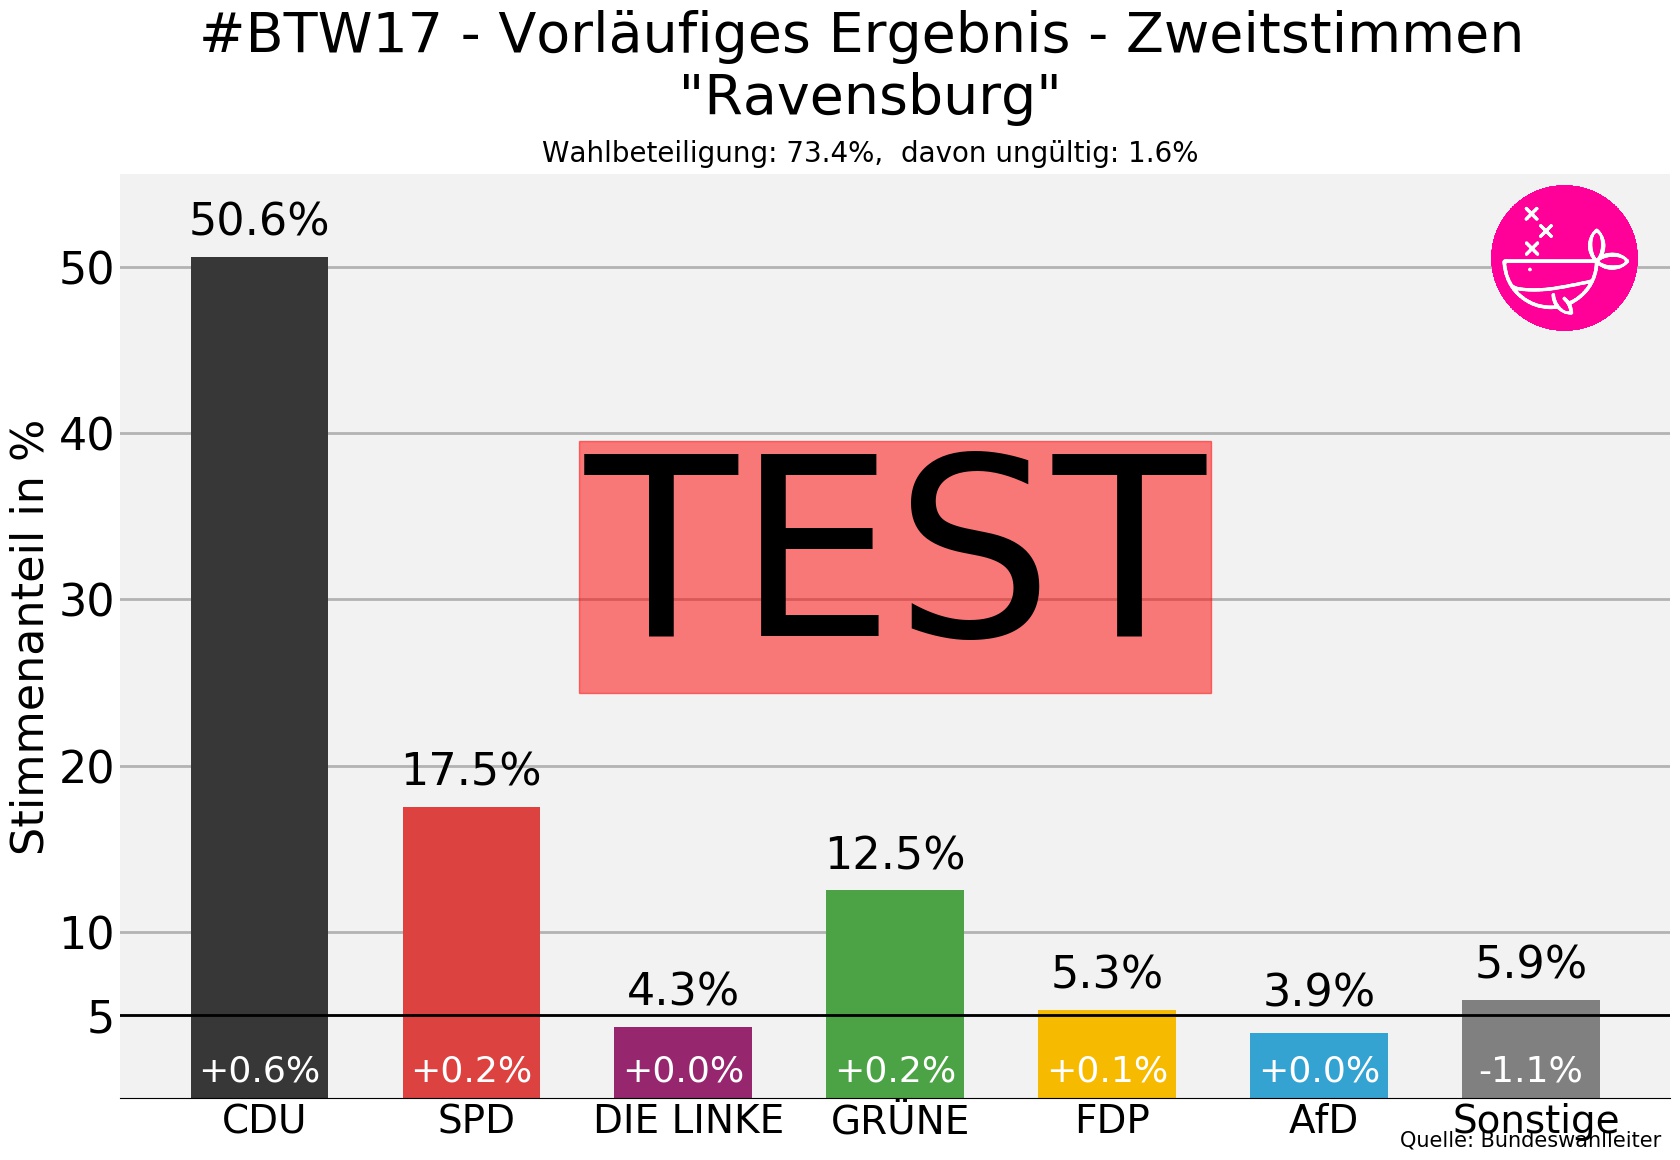 #BTW17 - Vorläufiges Ergebnis - Zweitstimmen
"Ravensburg"
Wahlbeteiligung: 73.4%,  davon ungültig: 1.6%
Stimmenanteil in %
50
40
30
20
10
5
50.6%
17.5%
4.3%
12.5%
5.3%
3.9%
5.9%
TEST
+0.6%
+0.2%
+0.0%
+0.2%
+0.1%
+0.0%
-1.1%
CDU
SPD
DIE LINKE
GRÜNE
FDP
AfD
Sonstige
Quelle: Bundeswahlleiter